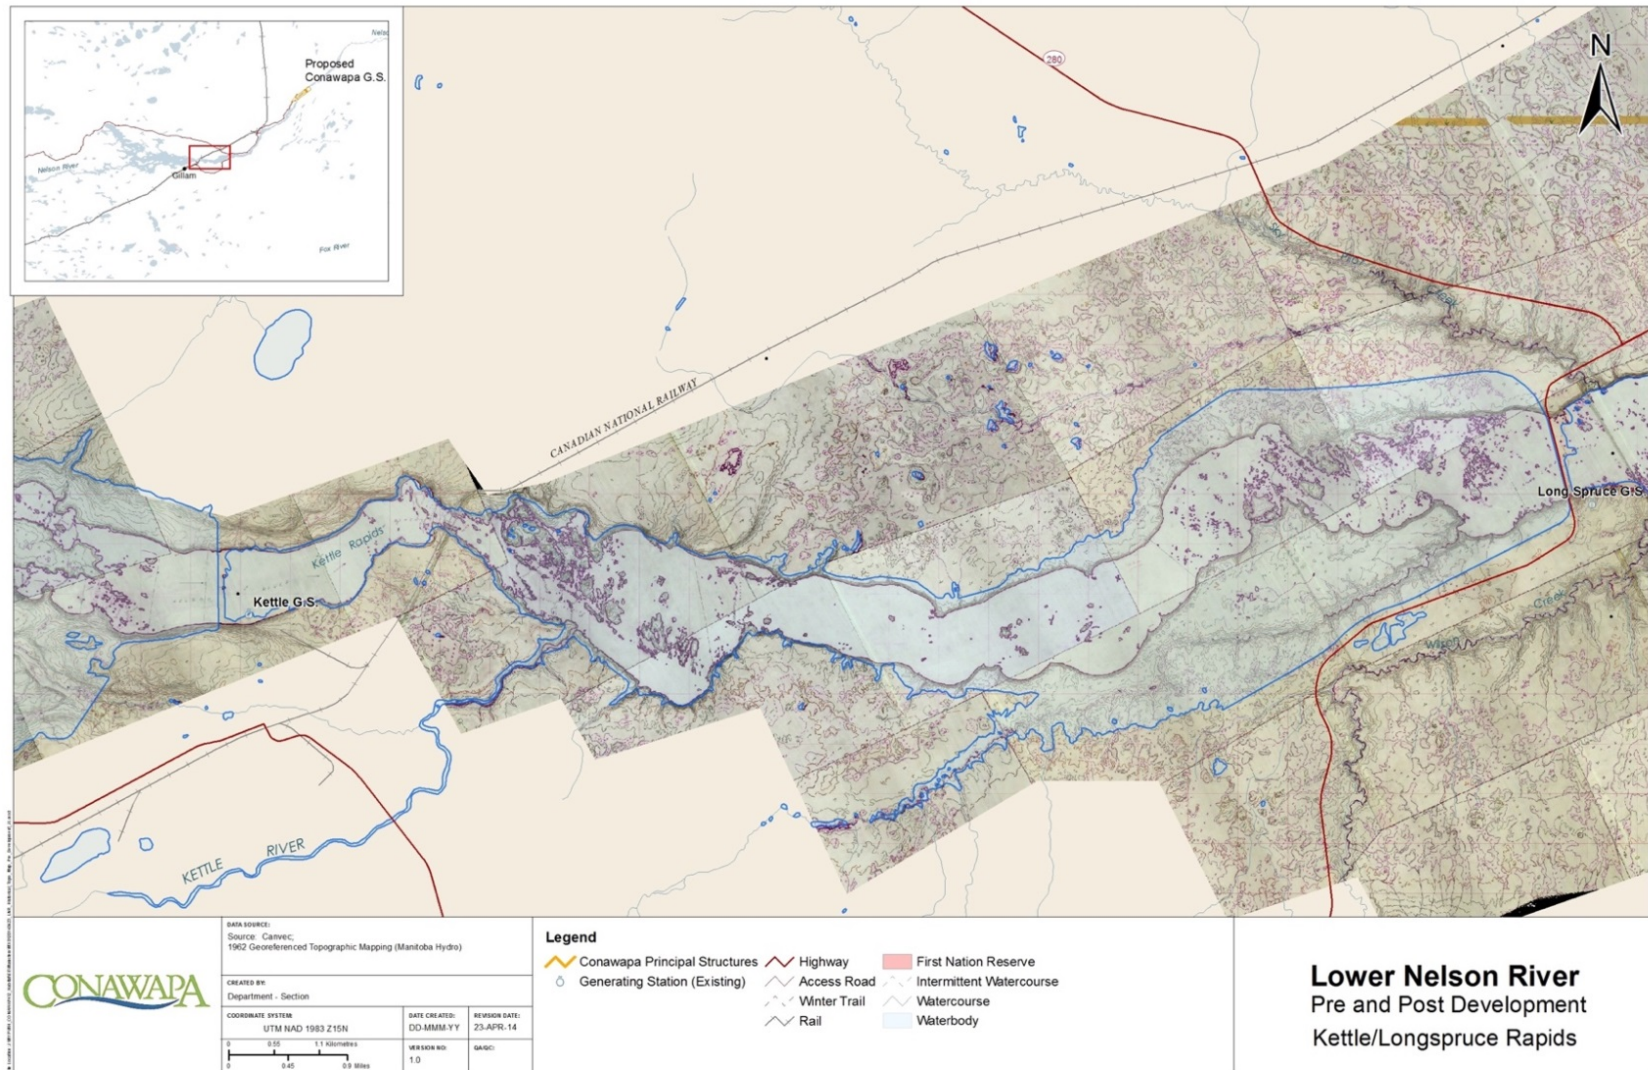 Nelson
Proposed
Conawapa G.S.
Nelson River
Gillam
Fox River
N
280
CANADIAN NATIONAL RAILWAY
Kettle Rapids
Kettle G.S.
Long Spruce G.S.
Wilson Creek
KETTLE RIVER
CONAWAPA
DATA SOURCE:
Source: Canvec;
1962 Georeferenced Topographic Mapping (Manitoba Hydro)
CREATED BY:
Department - Section
COORDINATE SYSTEM:
UTM NAD 1983 Z15N
0 0.55 1.1 Kilometres
0 0.45 0.9 Miles
DATE CREATED:
DD-MMM-YY
REVISION DATE:
23-APR-14
VERSION NO:
1.0
QA/QC:
Legend
Conawapa Principal Structures
Generating Station (Existing)
Highway
Access Road
Winter Trail
Rail
First Nation Reserve
Intermittent Watercourse
Watercourse
Waterbody
Lower Nelson River
Pre and Post Development
Kettle/Longspruce Rapids